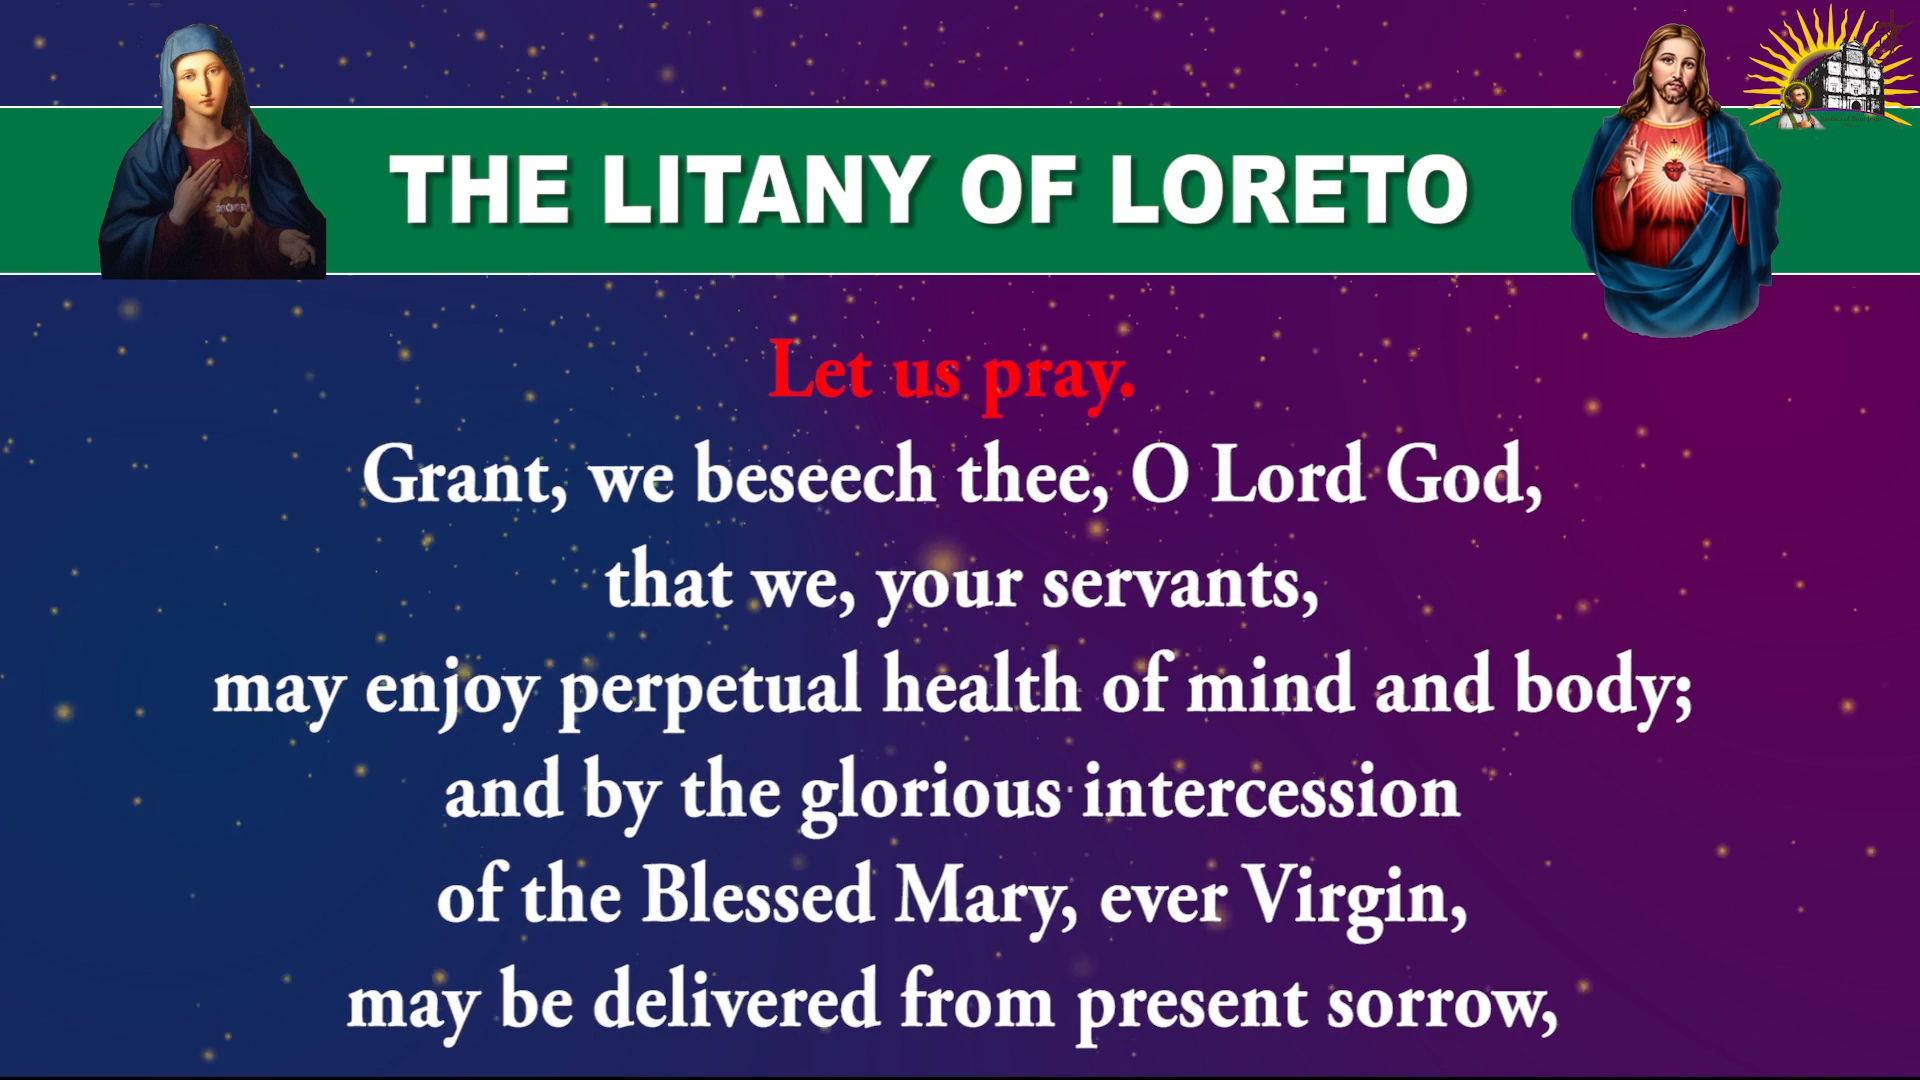 THE LITANY OF LORETO
Let us pray.
Grant, we beseech thee, O Lord God,
that we, your servants,
may enjoy perpetual health of mind and body;
and by the glorious intercession
of the Blessed Mary, ever Virgin,
may be delivered from present sorrow,